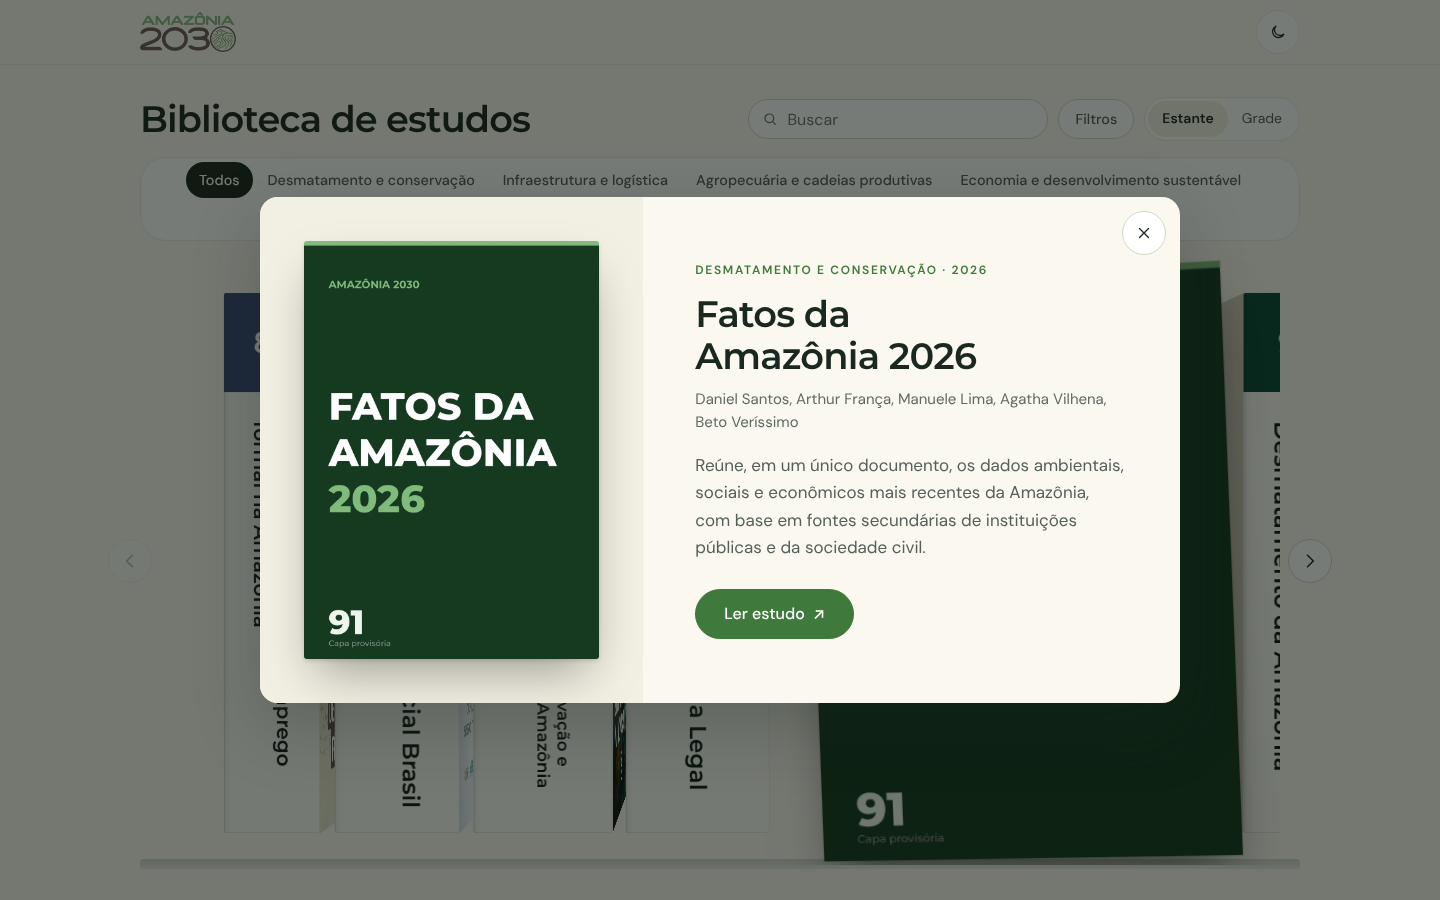 AMAZÔNIA
2030
Biblioteca de estudos
Buscar
Filtros
Estante
Grade
Todos
Desmatamento e conservação
Infraestrutura e logística
Agropecuária e cadeias produtivas
Economia e desenvolvimento sustentável
AMAZÔNIA 2030
FATOS DA
AMAZÔNIA
2026
91
Capa provisória
DESMATAMENTO E CONSERVAÇÃO · 2026
Fatos da
Amazônia 2026
Daniel Santos, Arthur França, Manuele Lima, Agatha Vilhena,
Beto Veríssimo
Reúne, em um único documento, os dados ambientais,
sociais e econômicos mais recentes da Amazônia,
com base em fontes secundárias de instituições
públicas e da sociedade civil.
Ler estudo
Brasil
Amazônia
a Legal
91
Capa provisória